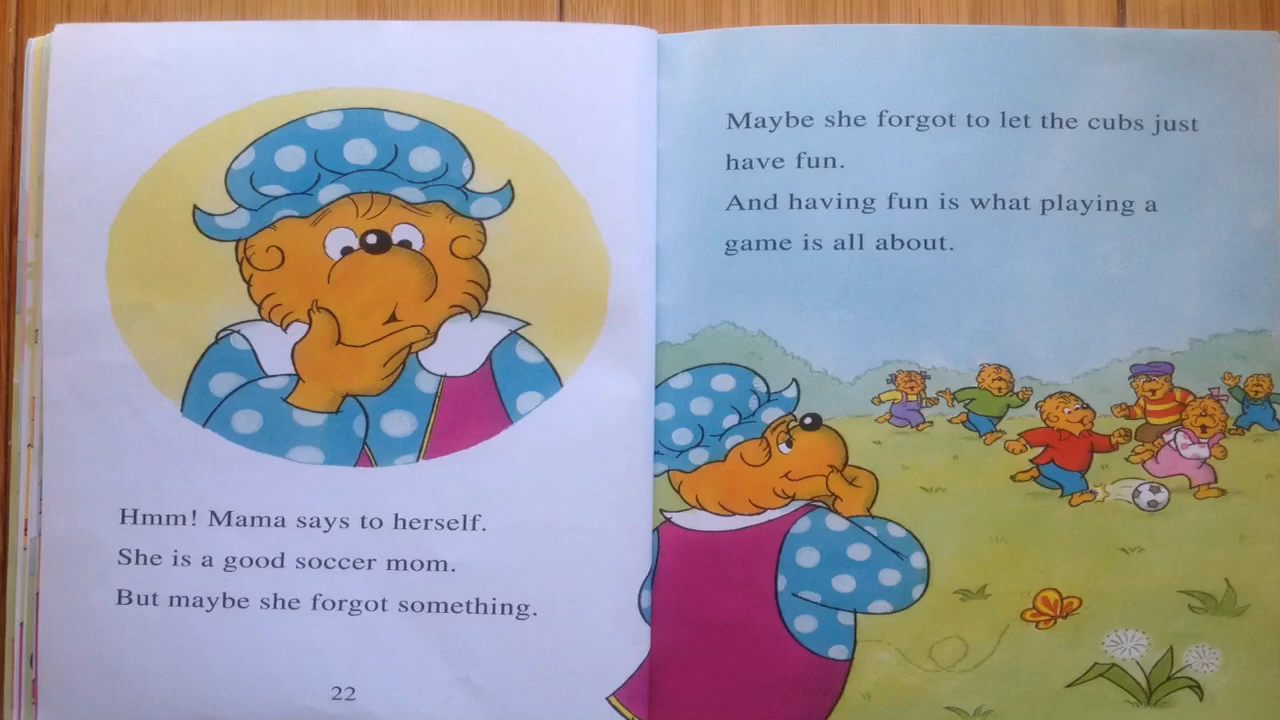 Hmm! Mama says to herself.
She is a good soccer mom.
But maybe she forgot something.
22
Maybe she forgot to let the cubs just
have fun.
And having fun is what playing a
game is all about.